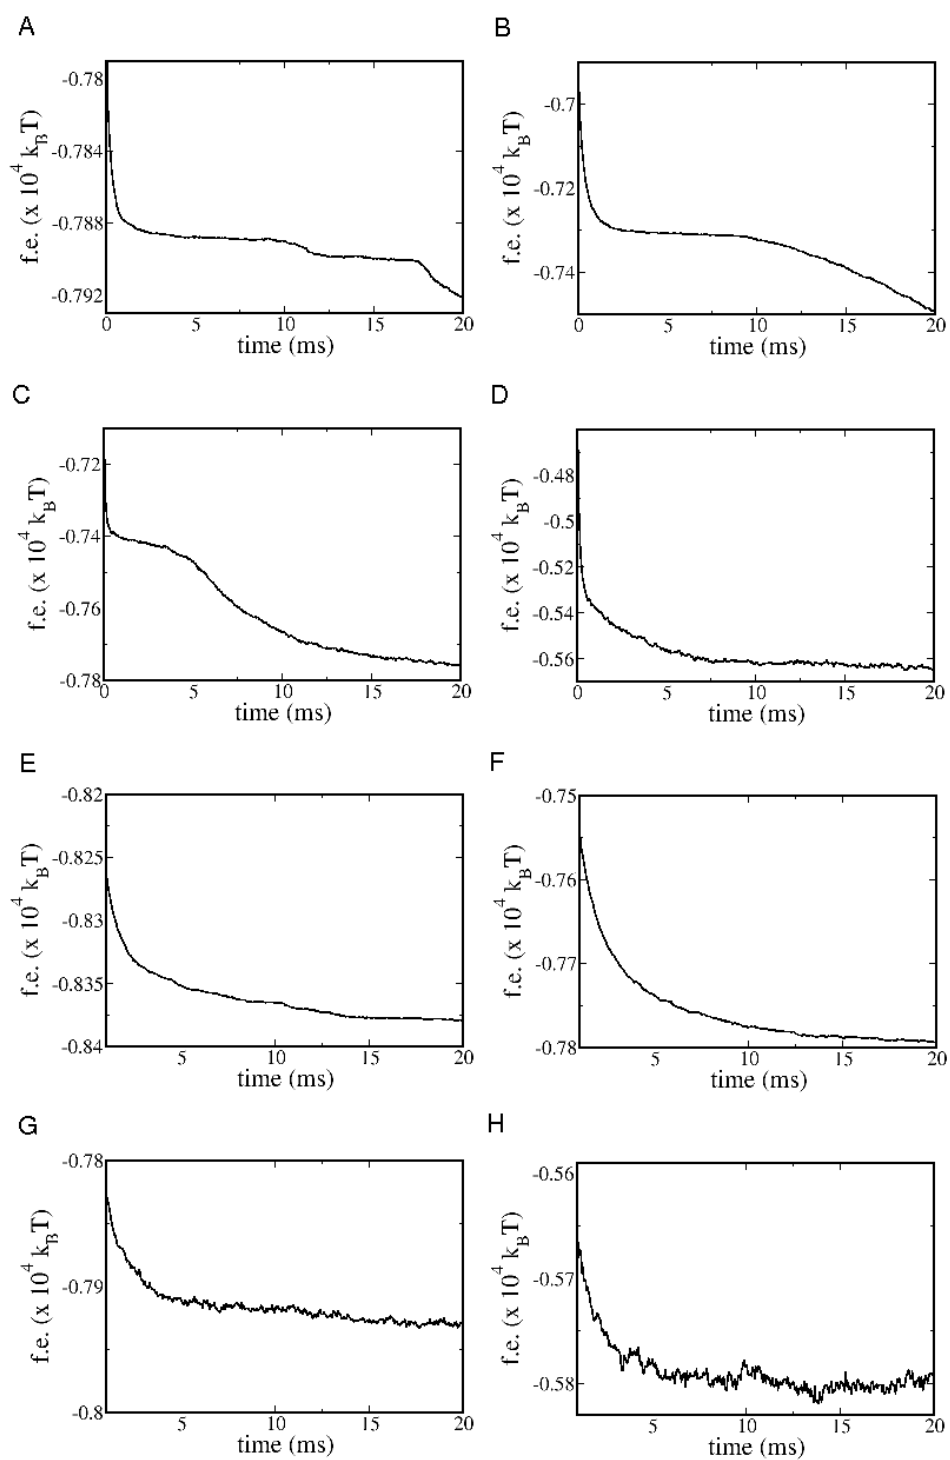 A
B
f.e. (x 10^4 k_BT)
-0.78
-0.784
-0.788
-0.792
0 5 10 15 20
time (ms)
f.e. (x 10^4 k_BT)
-0.7
-0.72
-0.74
0 5 10 15 20
time (ms)
C
D
f.e. (x 10^4 k_BT)
-0.72
-0.74
-0.76
-0.78
0 5 10 15 20
time (ms)
f.e. (x 10^4 k_BT)
-0.48
-0.5
-0.52
-0.54
-0.56
0 5 10 15 20
time (ms)
E
F
f.e. (x 10^4 k_BT)
-0.82
-0.825
-0.83
-0.835
-0.84
5 10 15 20
time (ms)
f.e. (x 10^4 k_BT)
-0.75
-0.76
-0.77
-0.78
5 10 15 20
time (ms)
G
H
f.e. (x 10^4 k_BT)
-0.78
-0.79
-0.8
5 10 15 20
time (ms)
f.e. (x 10^4 k_BT)
-0.56
-0.57
-0.58
5 10 15 20
time (ms)